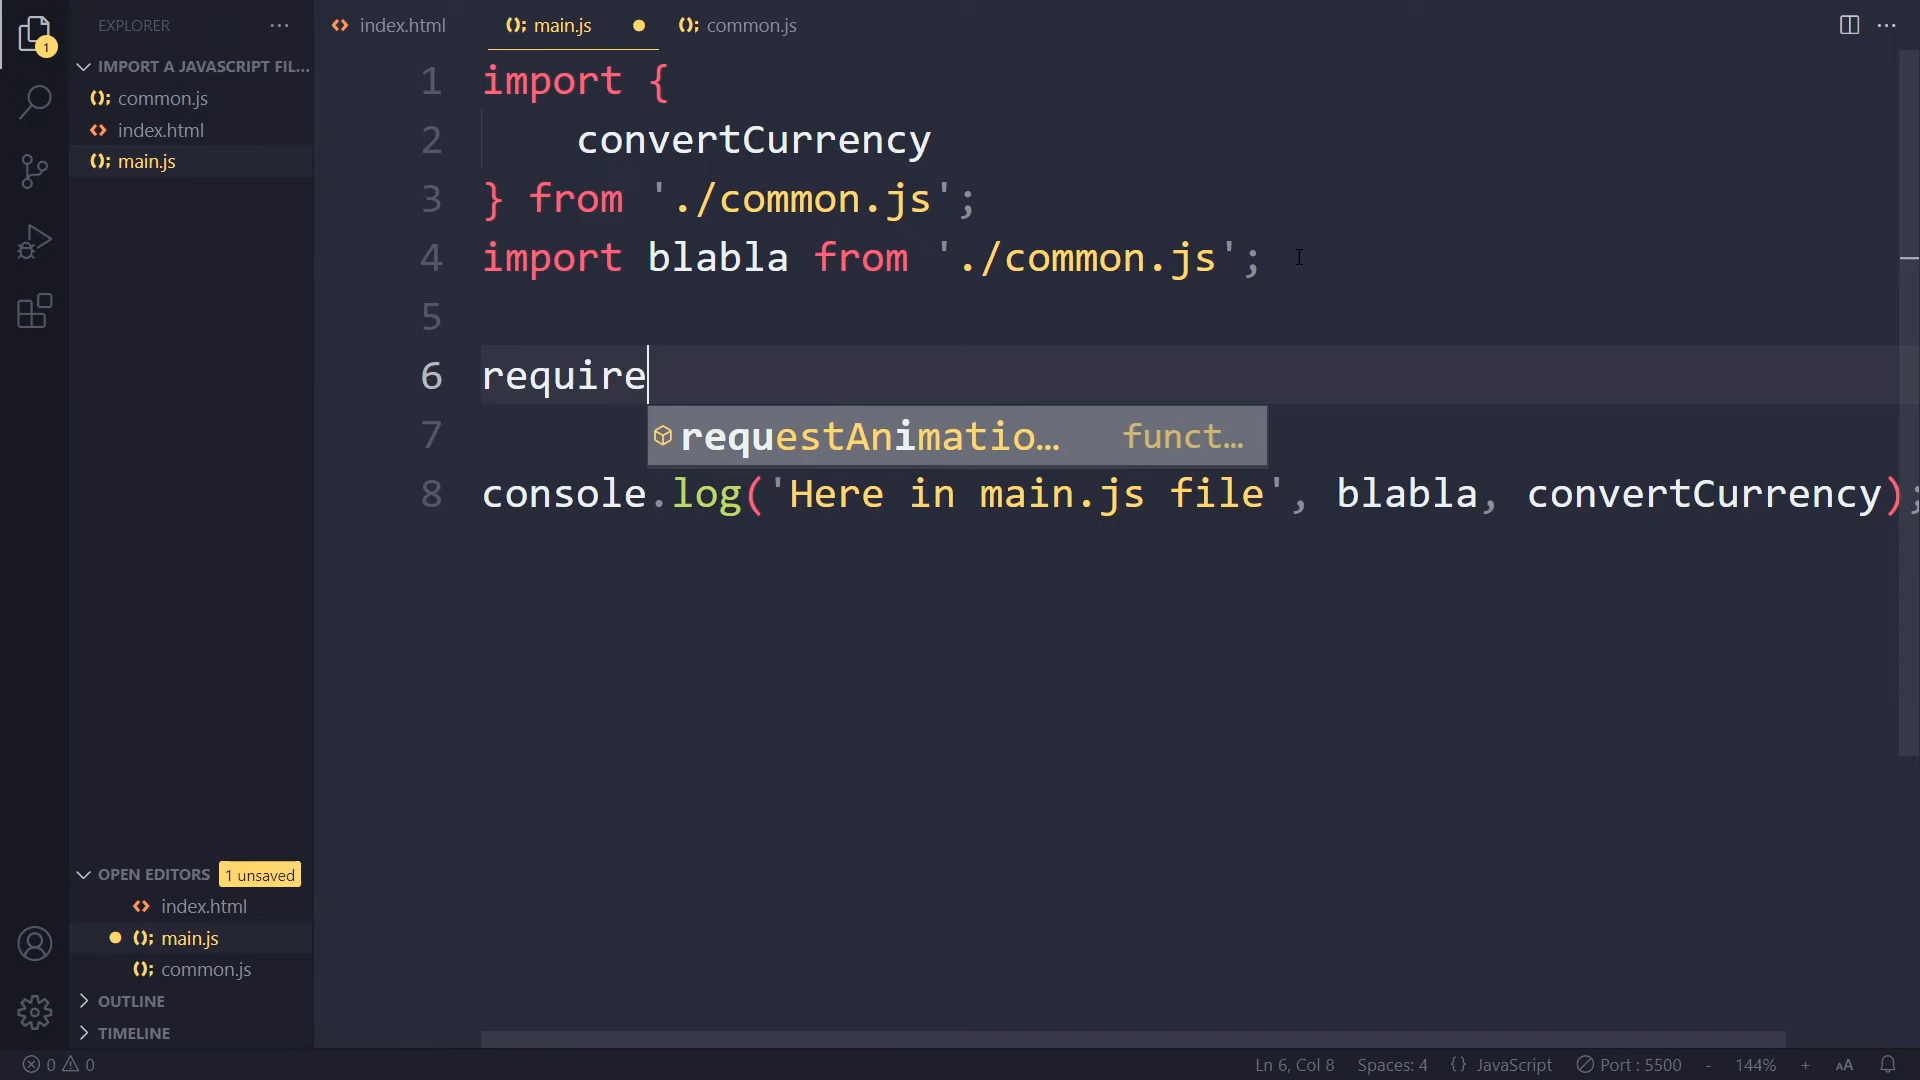 EXPLORER
index.html
main.js
common.js
1
IMPORT A JAVASCRIPT FIL...
common.js
index.html
main.js
1 import {
2 convertCurrency
3 } from './common.js';
4 import blabla from './common.js';
5
6 require
7 requestAnimatio... funct...
8 console.log('Here in main.js file', blabla, convertCurrency);
OPEN EDITORS 1 unsaved
index.html
main.js
common.js
OUTLINE
TIMELINE
0 0 Ln 6, Col 8 Spaces: 4 {} JavaScript Port : 5500 - 144% + AA